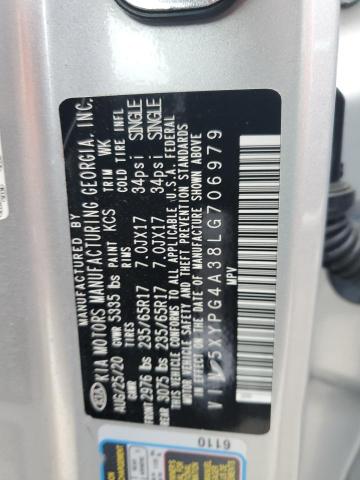 MANUFACTURED BY
KIA MOTORS MANUFACTURING GEORGIA, INC.
AUG/25/20 PAINT KCS TRIM WK
GVWR 5335 lbs
GAWR RIMS COLD TIRE INFL
FRONT 2976 lbs 235/65R17 7.0JX17 34psi SINGLE
REAR 3075 lbs 235/65R17 7.0JX17 34psi SINGLE
THIS VEHICLE CONFORMS TO ALL APPLICABLE U.S.A. FEDERAL
MOTOR VEHICLE SAFETY AND THEFT PREVENTION STANDARDS
IN EFFECT ON THE DATE OF MANUFACTURE SHOWN ABOVE
VIN 5XYPG4A38LG706979
MPV
6110